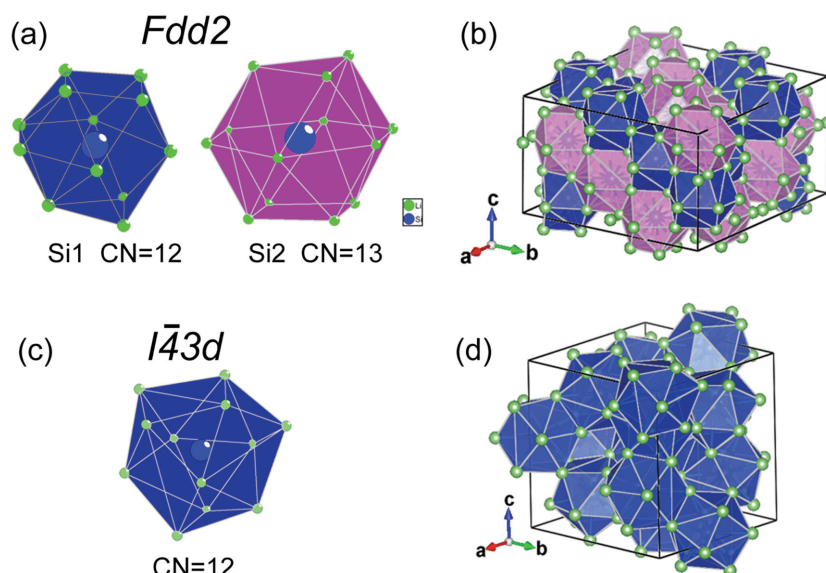 (a) Fdd2
Si1 CN=12
Si2 CN=13
Li
Si
(b)
c
a
b
(c) I4̅3d
CN=12
(d)
c
a
b